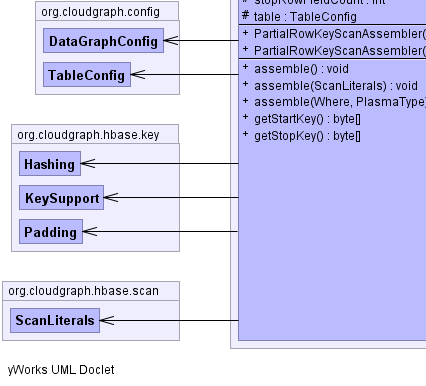 org.cloudgraph.config
DataGraphConfig
TableConfig
org.cloudgraph.hbase.key
Hashing
KeySupport
Padding
org.cloudgraph.hbase.scan
ScanLiterals
# stopRowFieldCount : int
# table : TableConfig
+ PartialRowKeyScanAssembler(
+ PartialRowKeyScanAssembler(
+ assemble() : void
+ assemble(ScanLiterals) : void
+ assemble(Where, PlasmaType)
+ getStartKey() : byte[]
+ getStopKey() : byte[]
yWorks UML Doclet